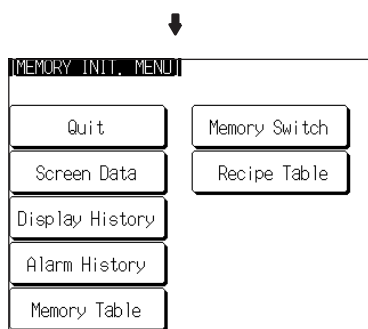 [MEMORY INIT. MENU]
Quit
Memory Switch
Screen Data
Recipe Table
Display History
Alarm History
Memory Table